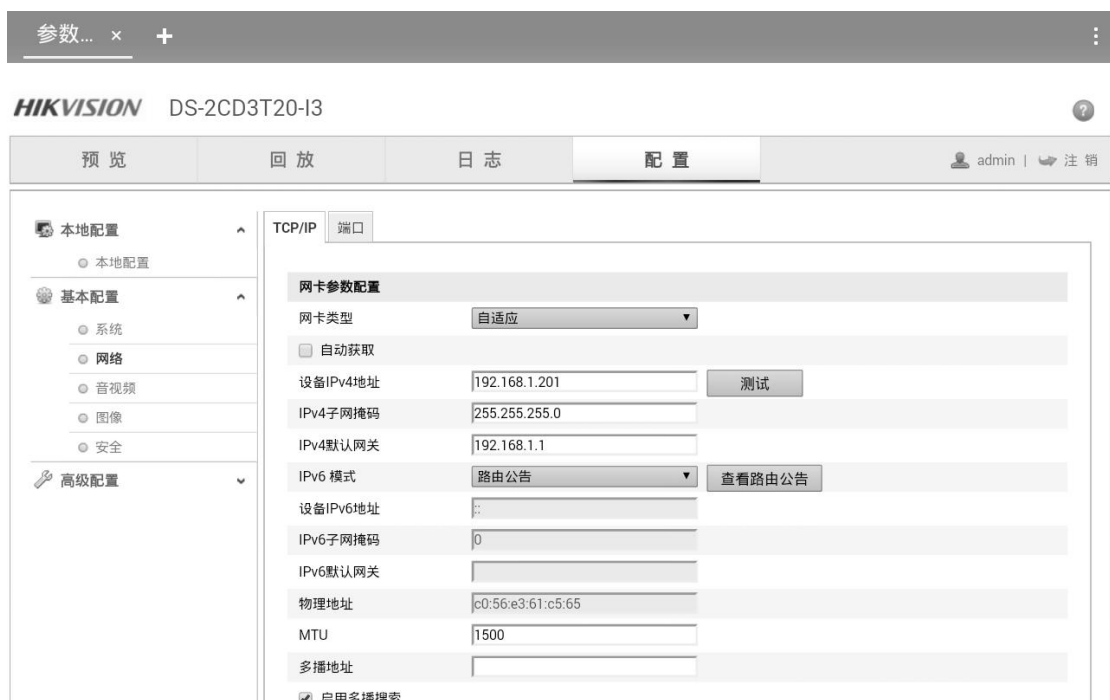 参数... × +
HIKVISION DS-2CD3T20-I3
预 览 回 放 日 志 配 置 admin | 注 销
本地配置
本地配置
基本配置
系统
网络
音视频
图像
安全
高级配置
TCP/IP 端口
网卡参数配置
网卡类型 自适应
自动获取
设备IPv4地址 192.168.1.201 测试
IPv4子网掩码 255.255.255.0
IPv4默认网关 192.168.1.1
IPv6 模式 路由公告 查看路由公告
设备IPv6地址 ::
IPv6子网掩码 0
IPv6默认网关
物理地址 c0:56:e3:61:c5:65
MTU 1500
多播地址
启用多播搜索